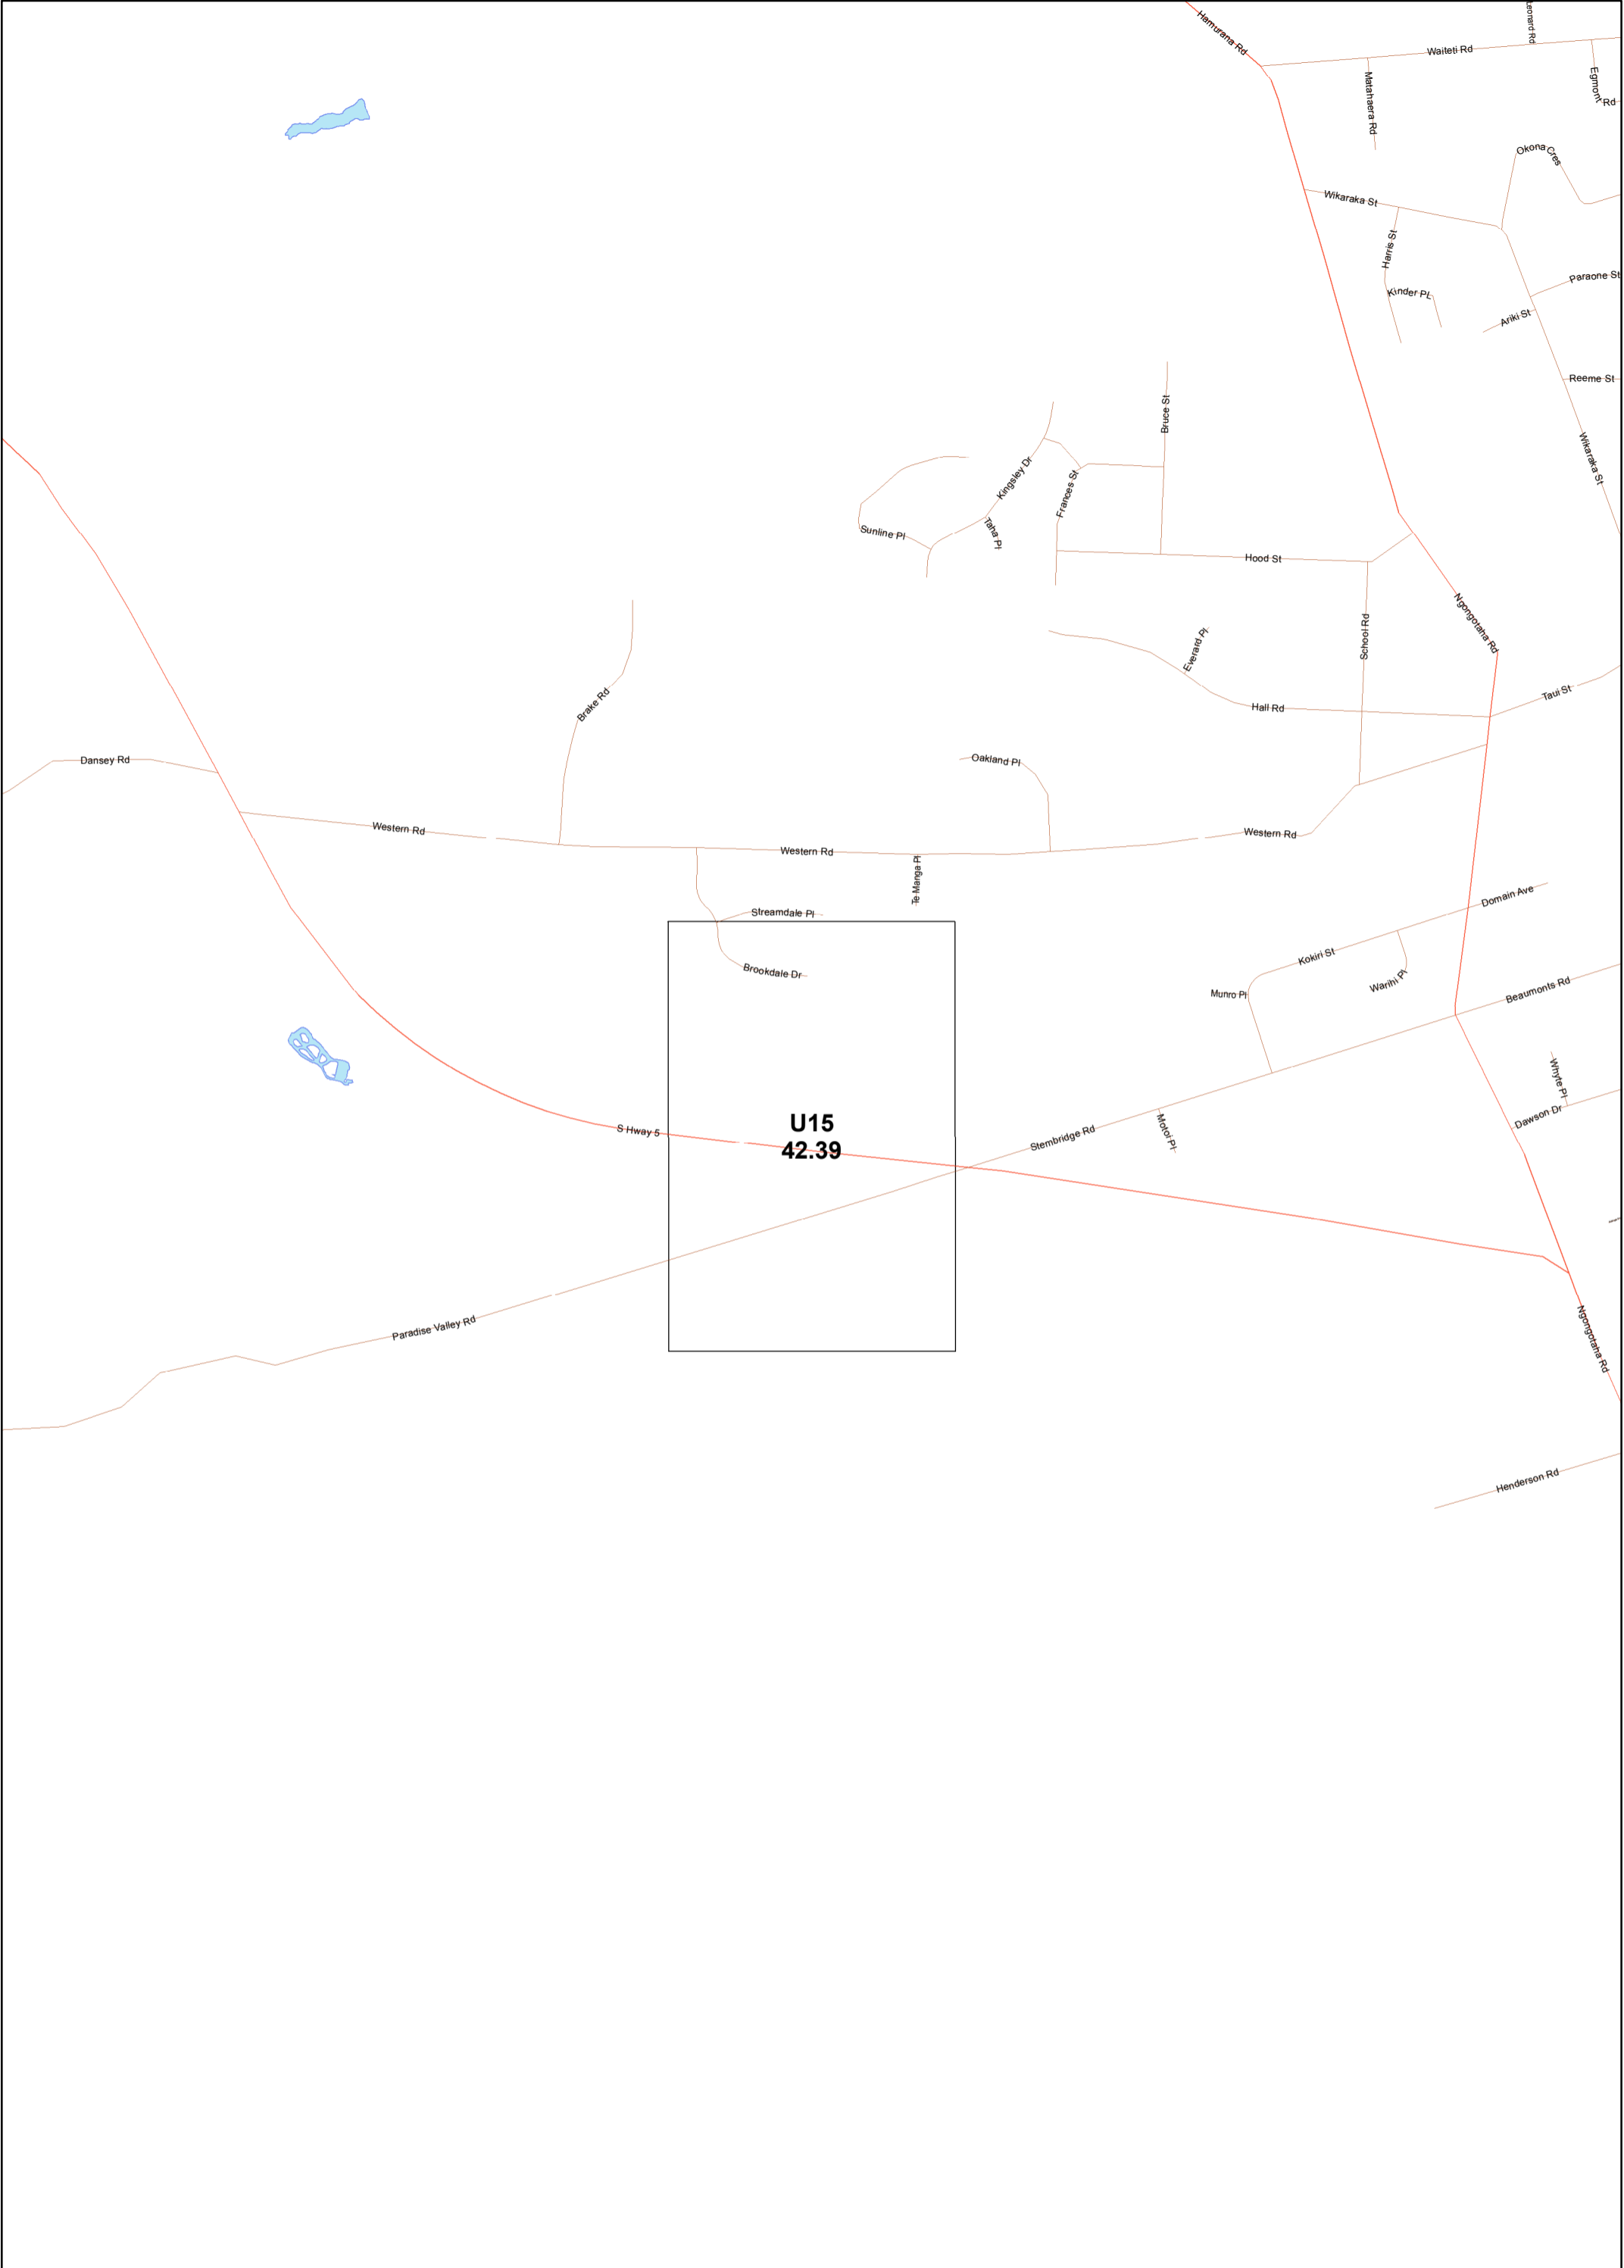 Hamurana Rd
Leonard Rd
Waiteti Rd
Matahaera Rd
Egmont
Rd
Okona Cres
Wikaraka St
Harris St
Kinder PL
Paraone St
Ariki St
Reeme St
Wikaraka St
Bruce St
Kingsley Dr
Frances St
Sunline Pl
Taha Pl
Hood St
Ngongotaha Rd
School Rd
Everard Pl
Hall Rd
Taui St
Brake Rd
Dansey Rd
Oakland Pl
Western Rd
Western Rd
Western Rd
Te Manga Pl
Streamdale Pl
Domain Ave
Brookdale Dr
Kokiri St
Warihi Pl
Munro Pl
Beaumonts Rd
Whyte Pl
Dawson Dr
U15
42.39
S Hway 5
Stembridge Rd
Motoi Pl
Paradise Valley Rd
Ngongotaha Rd
Henderson Rd